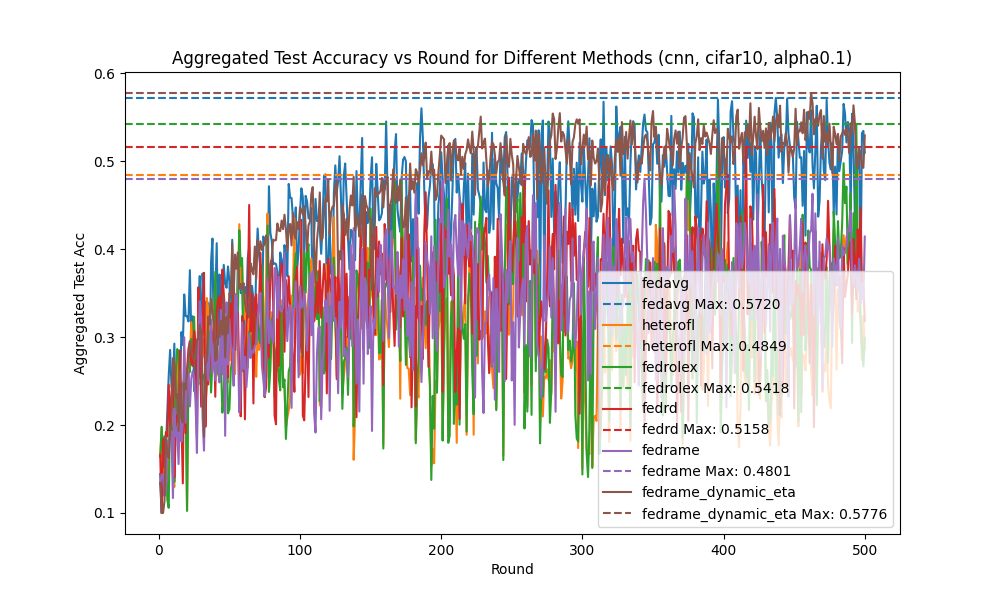 Aggregated Test Accuracy vs Round for Different Methods (cnn, cifar10, alpha0.1)
0.6
0.5
0.4
0.3
0.2
0.1
Aggregated Test Acc
fedavg
fedavg Max: 0.5720
heterofl
heterofl Max: 0.4849
fedrolex
fedrolex Max: 0.5418
fedrd
fedrd Max: 0.5158
fedrame
fedrame Max: 0.4801
fedrame_dynamic_eta
fedrame_dynamic_eta Max: 0.5776
0 100 200 300 400 500
Round